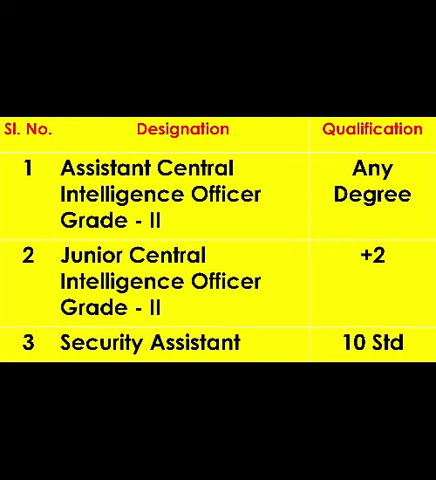 Sl. No. Designation Qualification
1 Assistant Central Any
Intelligence Officer Degree
Grade - II
2 Junior Central +2
Intelligence Officer
Grade - II
3 Security Assistant 10 Std